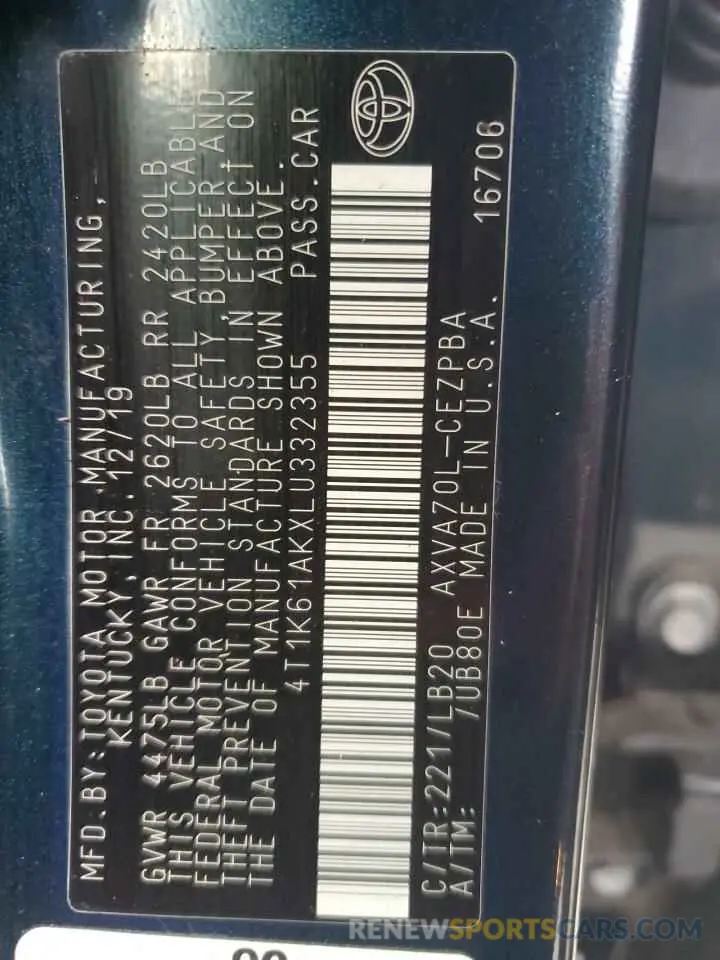 MFD.BY:TOYOTA MOTOR MANUFACTURING,
KENTUCKY, INC.12/19
GVWR 4475LB GAWR FR 2620LB RR 2420LB
THIS VEHICLE CONFORMS TO ALL APPLICABLE
FEDERAL MOTOR VEHICLE SAFETY,BUMPER,AND
THEFT PREVENTION STANDARDS IN EFFECT ON
THE DATE OF MANUFACTURE SHOWN ABOVE.
4T1K61AKXLU332355 PASS.CAR
C/TR:2217/LB20 AXVA70L-CEZPBA
A/TM: 7UB80E MADE IN U.S.A. 16706
RENEWSPORTSCARS.COM